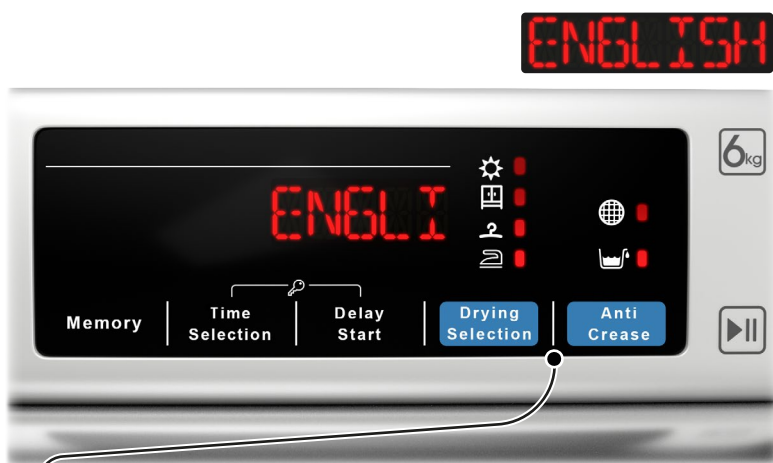 ENGLISH
6kg
ENGLI
Memory
Time Selection
Delay Start
Drying Selection
Anti Crease